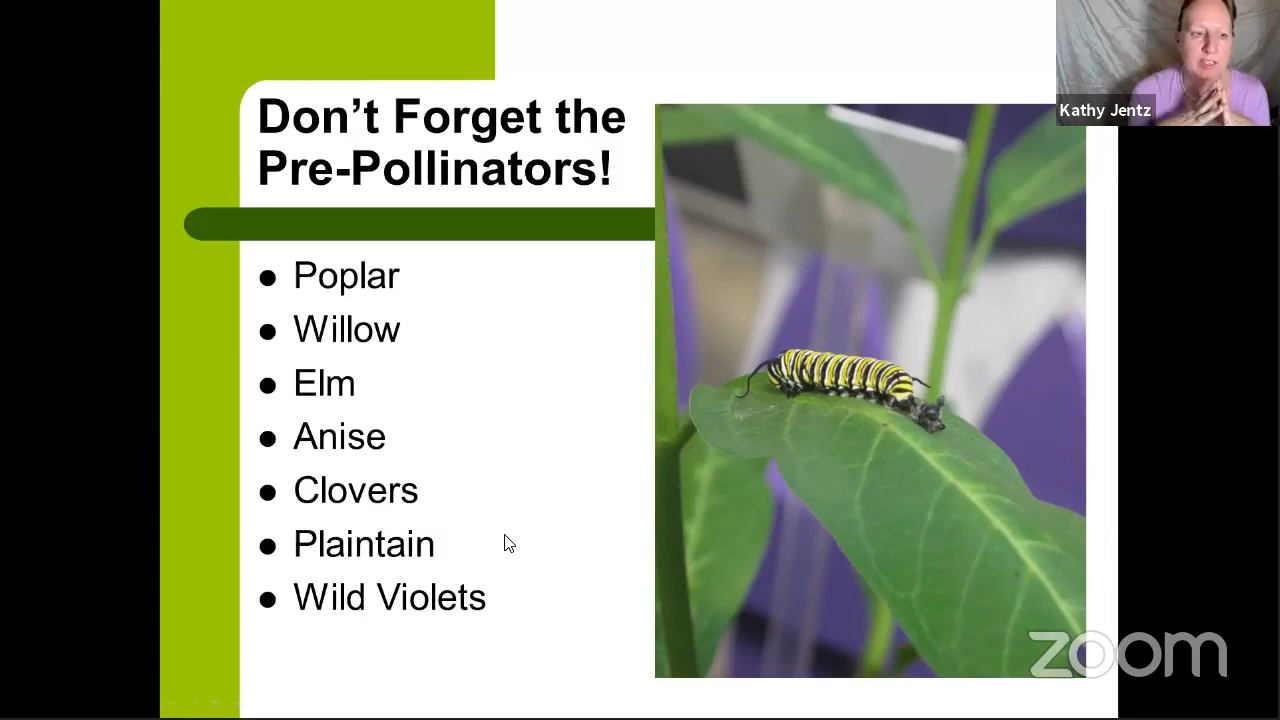 Don’t Forget the
Pre-Pollinators!
Poplar
Willow
Elm
Anise
Clovers
Plaintain
Wild Violets
Kathy Jentz
zoom